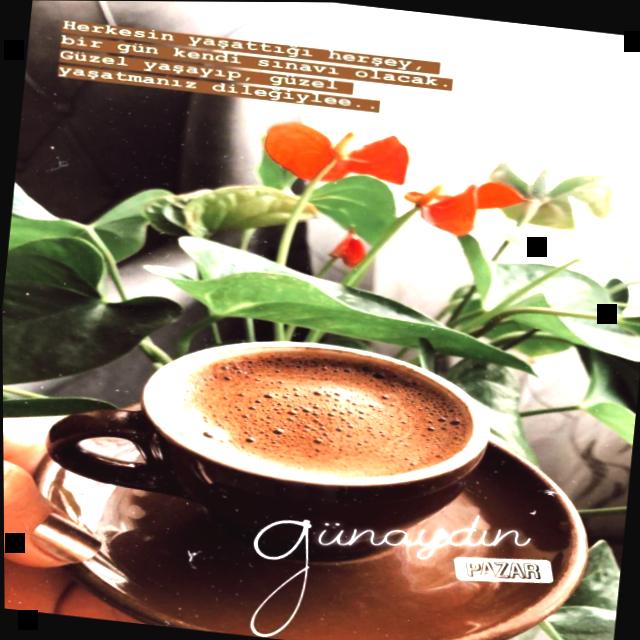 Herkesin yaşattığı herşey,
bir gün kendi sınavı olacak.
Güzel yaşayıp, güzel
yaşatmanız dileğiylee..
günaydın
PAZAR